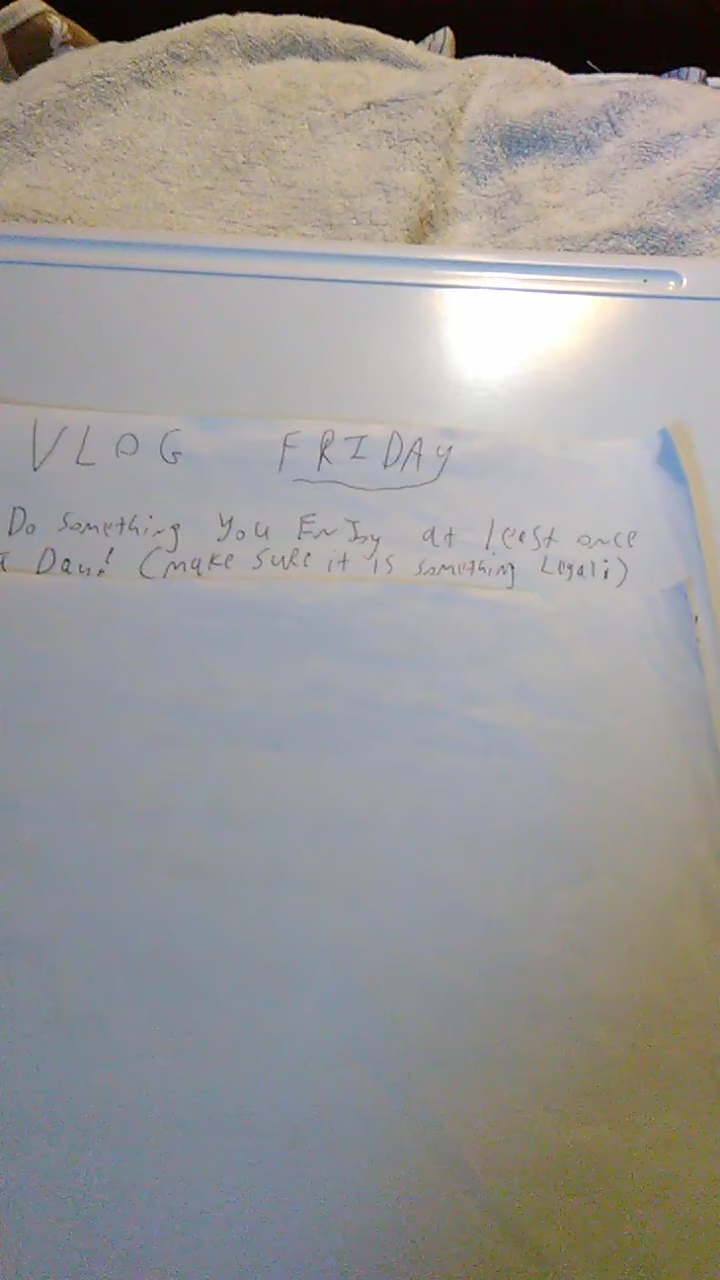 VLOG FRIDAY
Do something You EnJoy at least once
a Day! (make sure it is something Legal!)